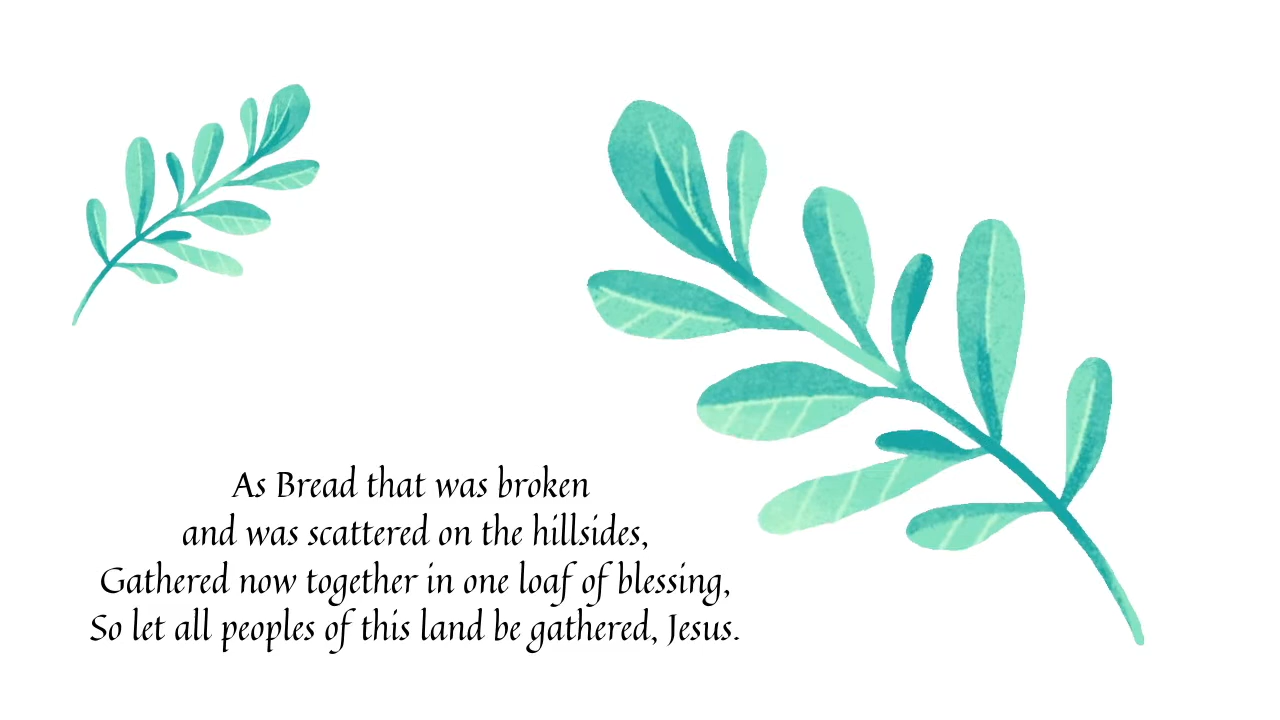 As Bread that was broken
and was scattered on the hillsides,
Gathered now together in one loaf of blessing,
So let all peoples of this land be gathered, Jesus.